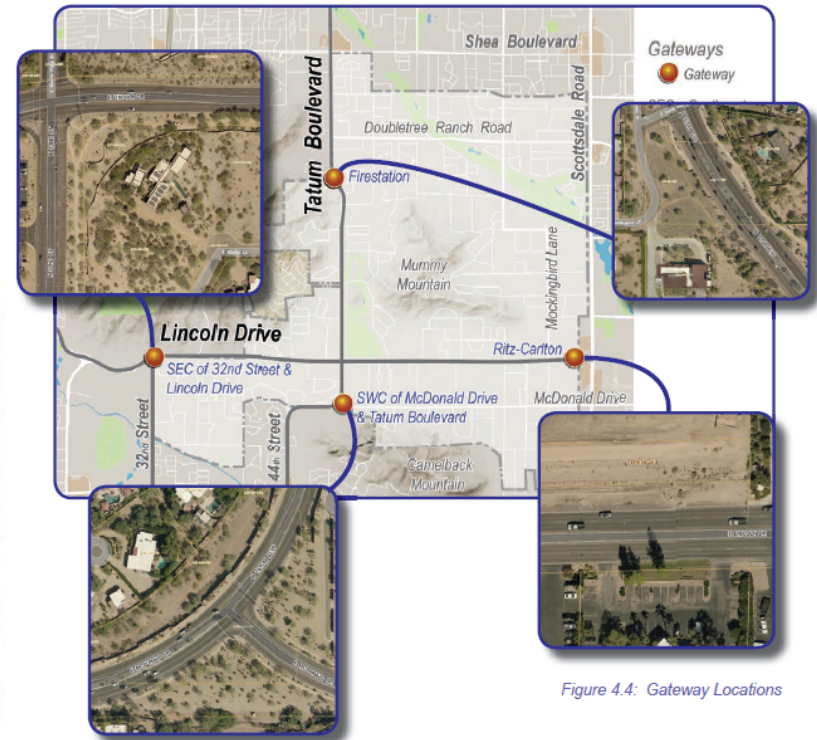 Shea Boulevard
Gateways
Gateway
Tatum Boulevard
Scottsdale Road
Doubletree Ranch Road
Firestation
Mummy
Mountain
Mockingbird Lane
Lincoln Drive
Ritz-Carlton
SEC of 32nd Street &
Lincoln Drive
SWC of McDonald Drive
& Tatum Boulevard
McDonald Drive
32nd Street
44th Street
Camelback
Mountain
Figure 4.4: Gateway Locations